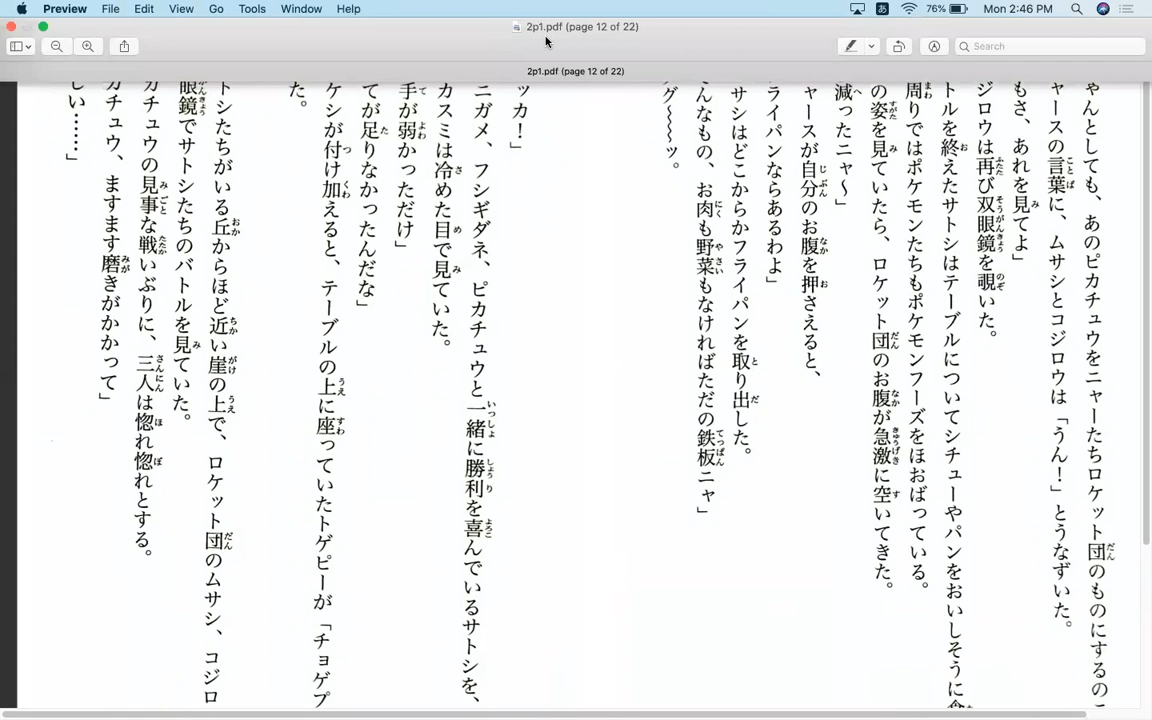 Preview File Edit View Go Tools Window Help 76% Mon 2:46 PM
2p1.pdf (page 12 of 22)
Search
2p1.pdf (page 12 of 22)
やんとしても、あのピカチュウをニャーたちロケット団のものにするのこ
ャースの言葉に、ムサシとコジロウは「うん！」とうなずいた。
もさ、あれを見てよ」
ジロウは再び双眼鏡を覗いた。
トルを終えたサトシはテーブルについてシチューやパンをおいしそうに食
周りではポケモンたちもポケモンフーズをほおばっている。
の姿を見ていたら、ロケット団のお腹が急激に空いてきた。
減ったニャ〜」
ャースが自分のお腹を押さえると、
ライパンならあるわよ」
サシはどこからかフライパンを取り出した。
んなもの、お肉も野菜もなければただの鉄板ニャ」
グ〜〜〜ッ。
ッカ！」
ニガメ、フシギダネ、ピカチュウと一緒に勝利を喜んでいるサトシを、
カスミは冷めた目で見ていた。
手が弱かっただけ」
てが足りなかったんだな」
ケシが付け加えると、テーブルの上に座っていたトゲピーが「チョゲプ
た。
トシたちがいる丘からほど近い崖の上で、ロケット団のムサシ、コジロ
眼鏡でサトシたちのバトルを見ていた。
カチュウの見事な戦いぶりに、三人は惚れ惚れとする。
カチュウ、ますます磨きがかかって」
しい……」